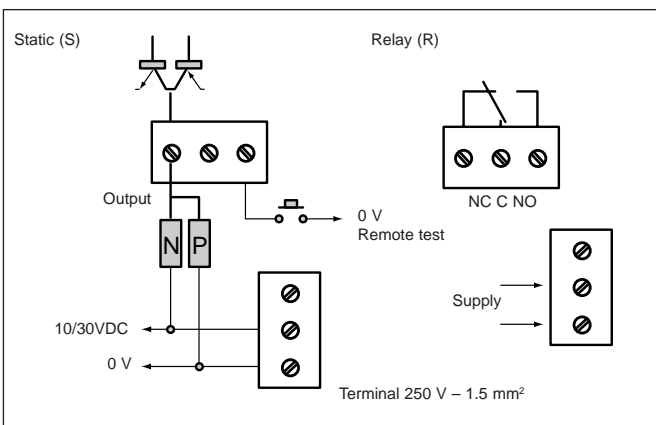 Static (S)
Relay (R)
Output
NC C NO
0 V
Remote test
N P
Supply
10/30VDC
0 V
Terminal 250 V – 1.5 mm²